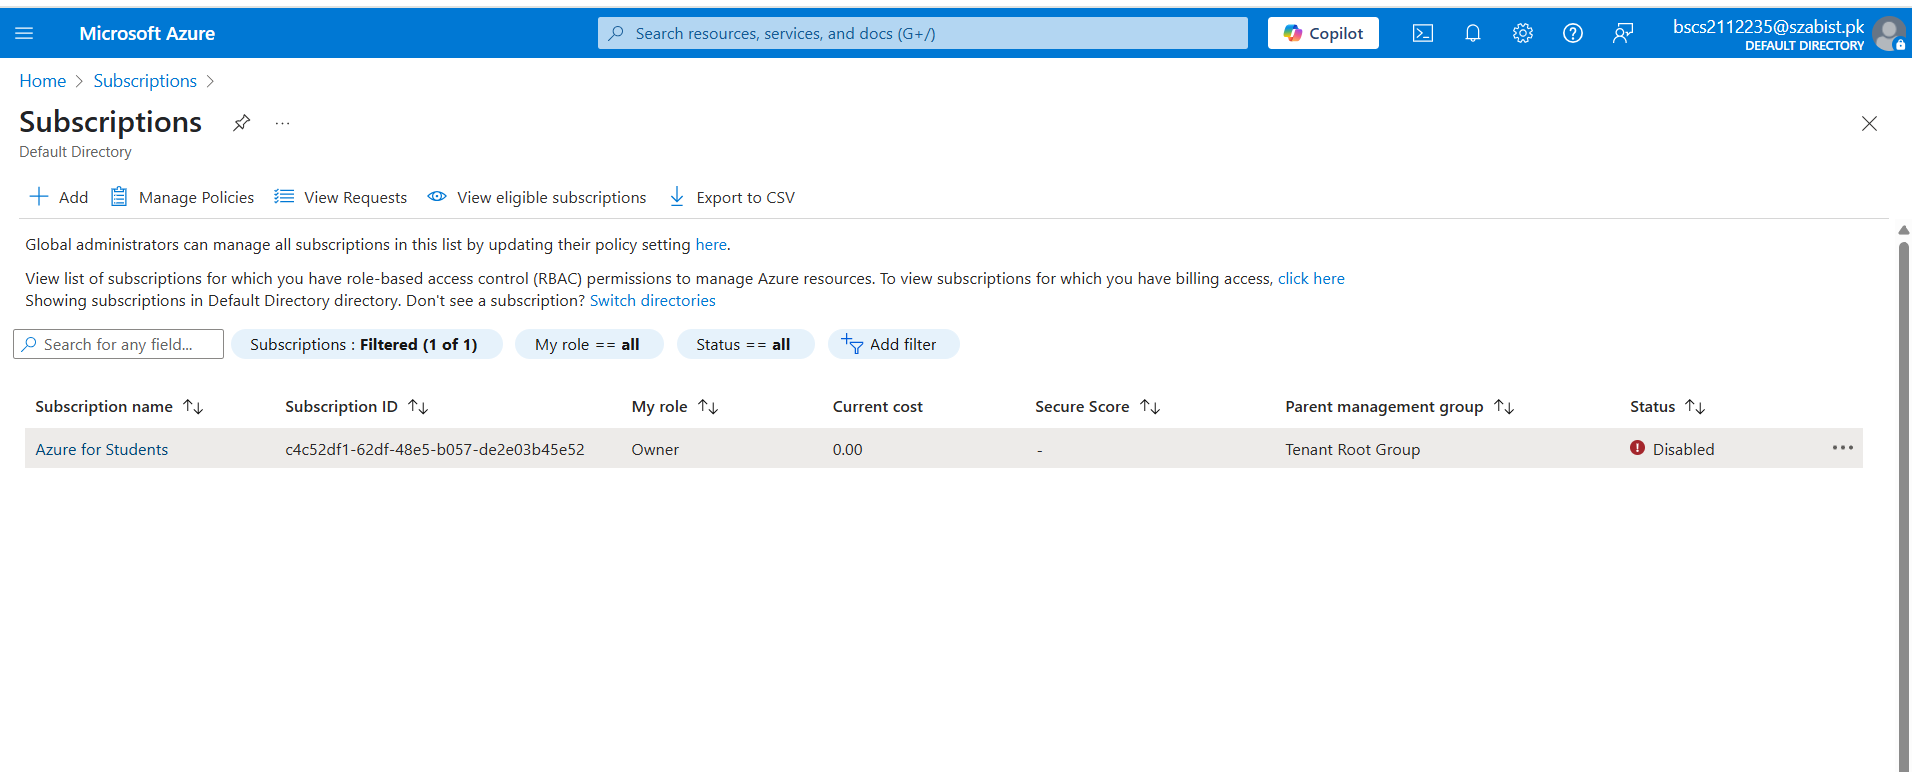 Microsoft Azure
Search resources, services, and docs (G+/)
Copilot
bscs2112235@szabist.pk
DEFAULT DIRECTORY
Home > Subscriptions >
Subscriptions
Default Directory
Add Manage Policies View Requests View eligible subscriptions Export to CSV
Global administrators can manage all subscriptions in this list by updating their policy setting here.
View list of subscriptions for which you have role-based access control (RBAC) permissions to manage Azure resources. To view subscriptions for which you have billing access, click here
Showing subscriptions in Default Directory directory. Don't see a subscription? Switch directories
Search for any field... Subscriptions : Filtered (1 of 1) My role == all Status == all Add filter
Subscription name Subscription ID My role Current cost Secure Score Parent management group Status
Azure for Students c4c52df1-62df-48e5-b057-de2e03b45e52 Owner 0.00 - Tenant Root Group Disabled